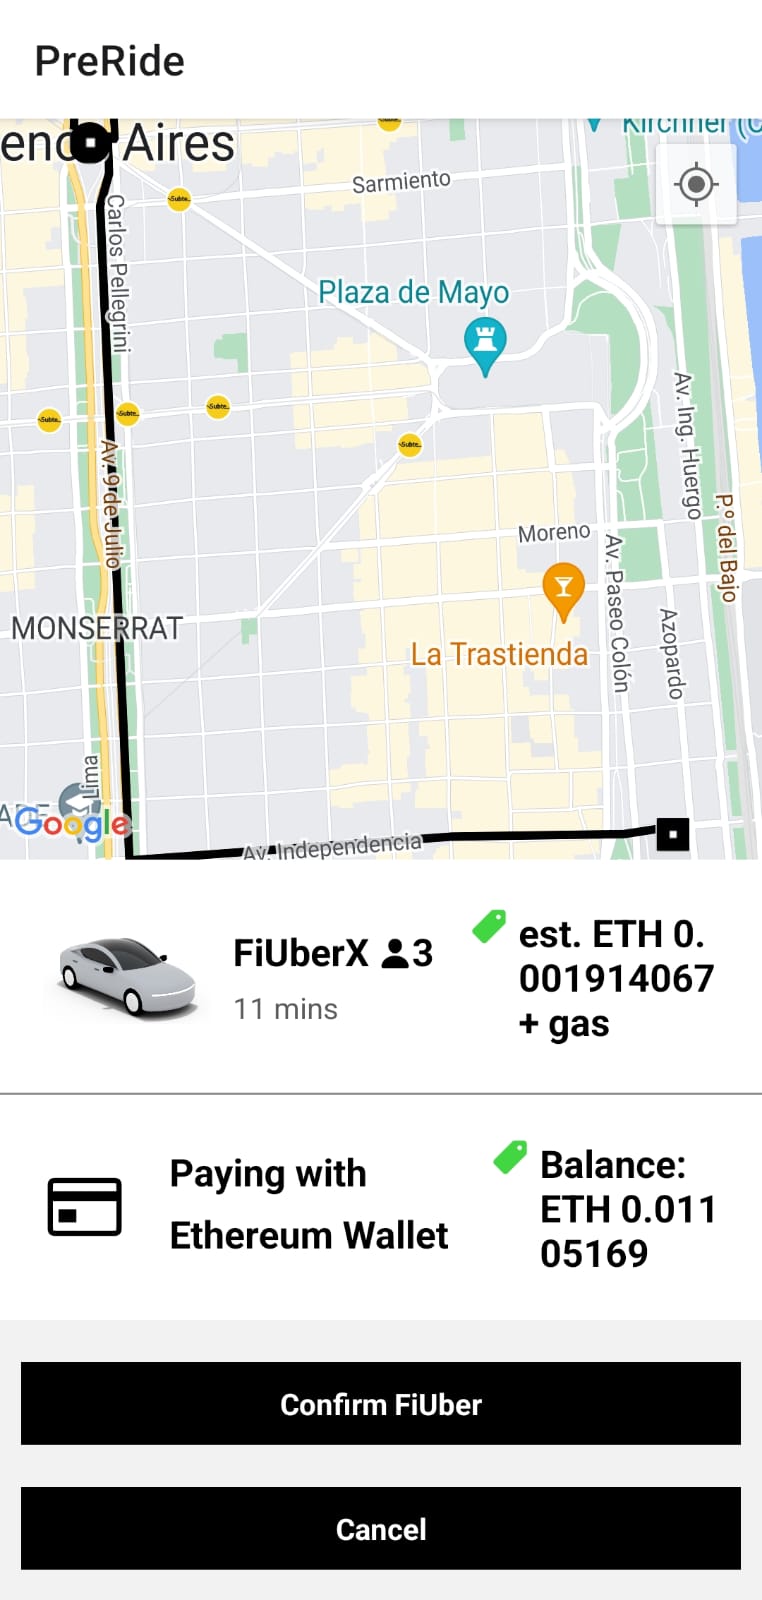 PreRide
Aires
Kirchner (C
Sarmiento
Subte
Carlos Pellegrini
Plaza de Mayo
Av. Ing. Huergo
Subte
Subte
Subte
Subte
Av. 9 de Julio
P.º del Bajo
Moreno
Av. Paseo Colón
Azopardo
MONSERRAT
La Trastienda
Lima
Google
Av. Independencia
FiUberX 3
11 mins
est. ETH 0.
001914067
+ gas
Paying with
Ethereum Wallet
Balance:
ETH 0.011
05169
Confirm FiUber
Cancel